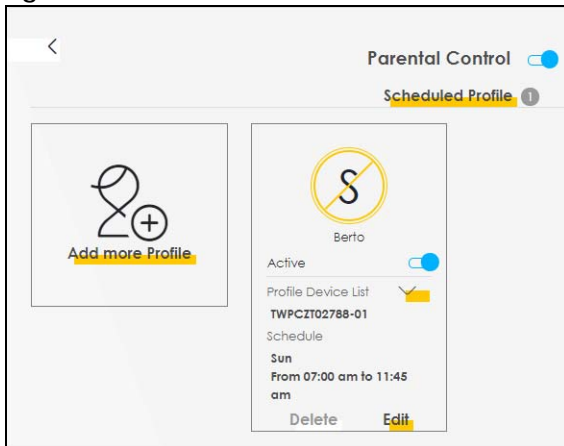 Parental Control
Scheduled Profile 1
Add more Profile
S
Berto
Active
Profile Device List
TWPCZT02788-01
Schedule
Sun
From 07:00 am to 11:45
am
Delete Edit